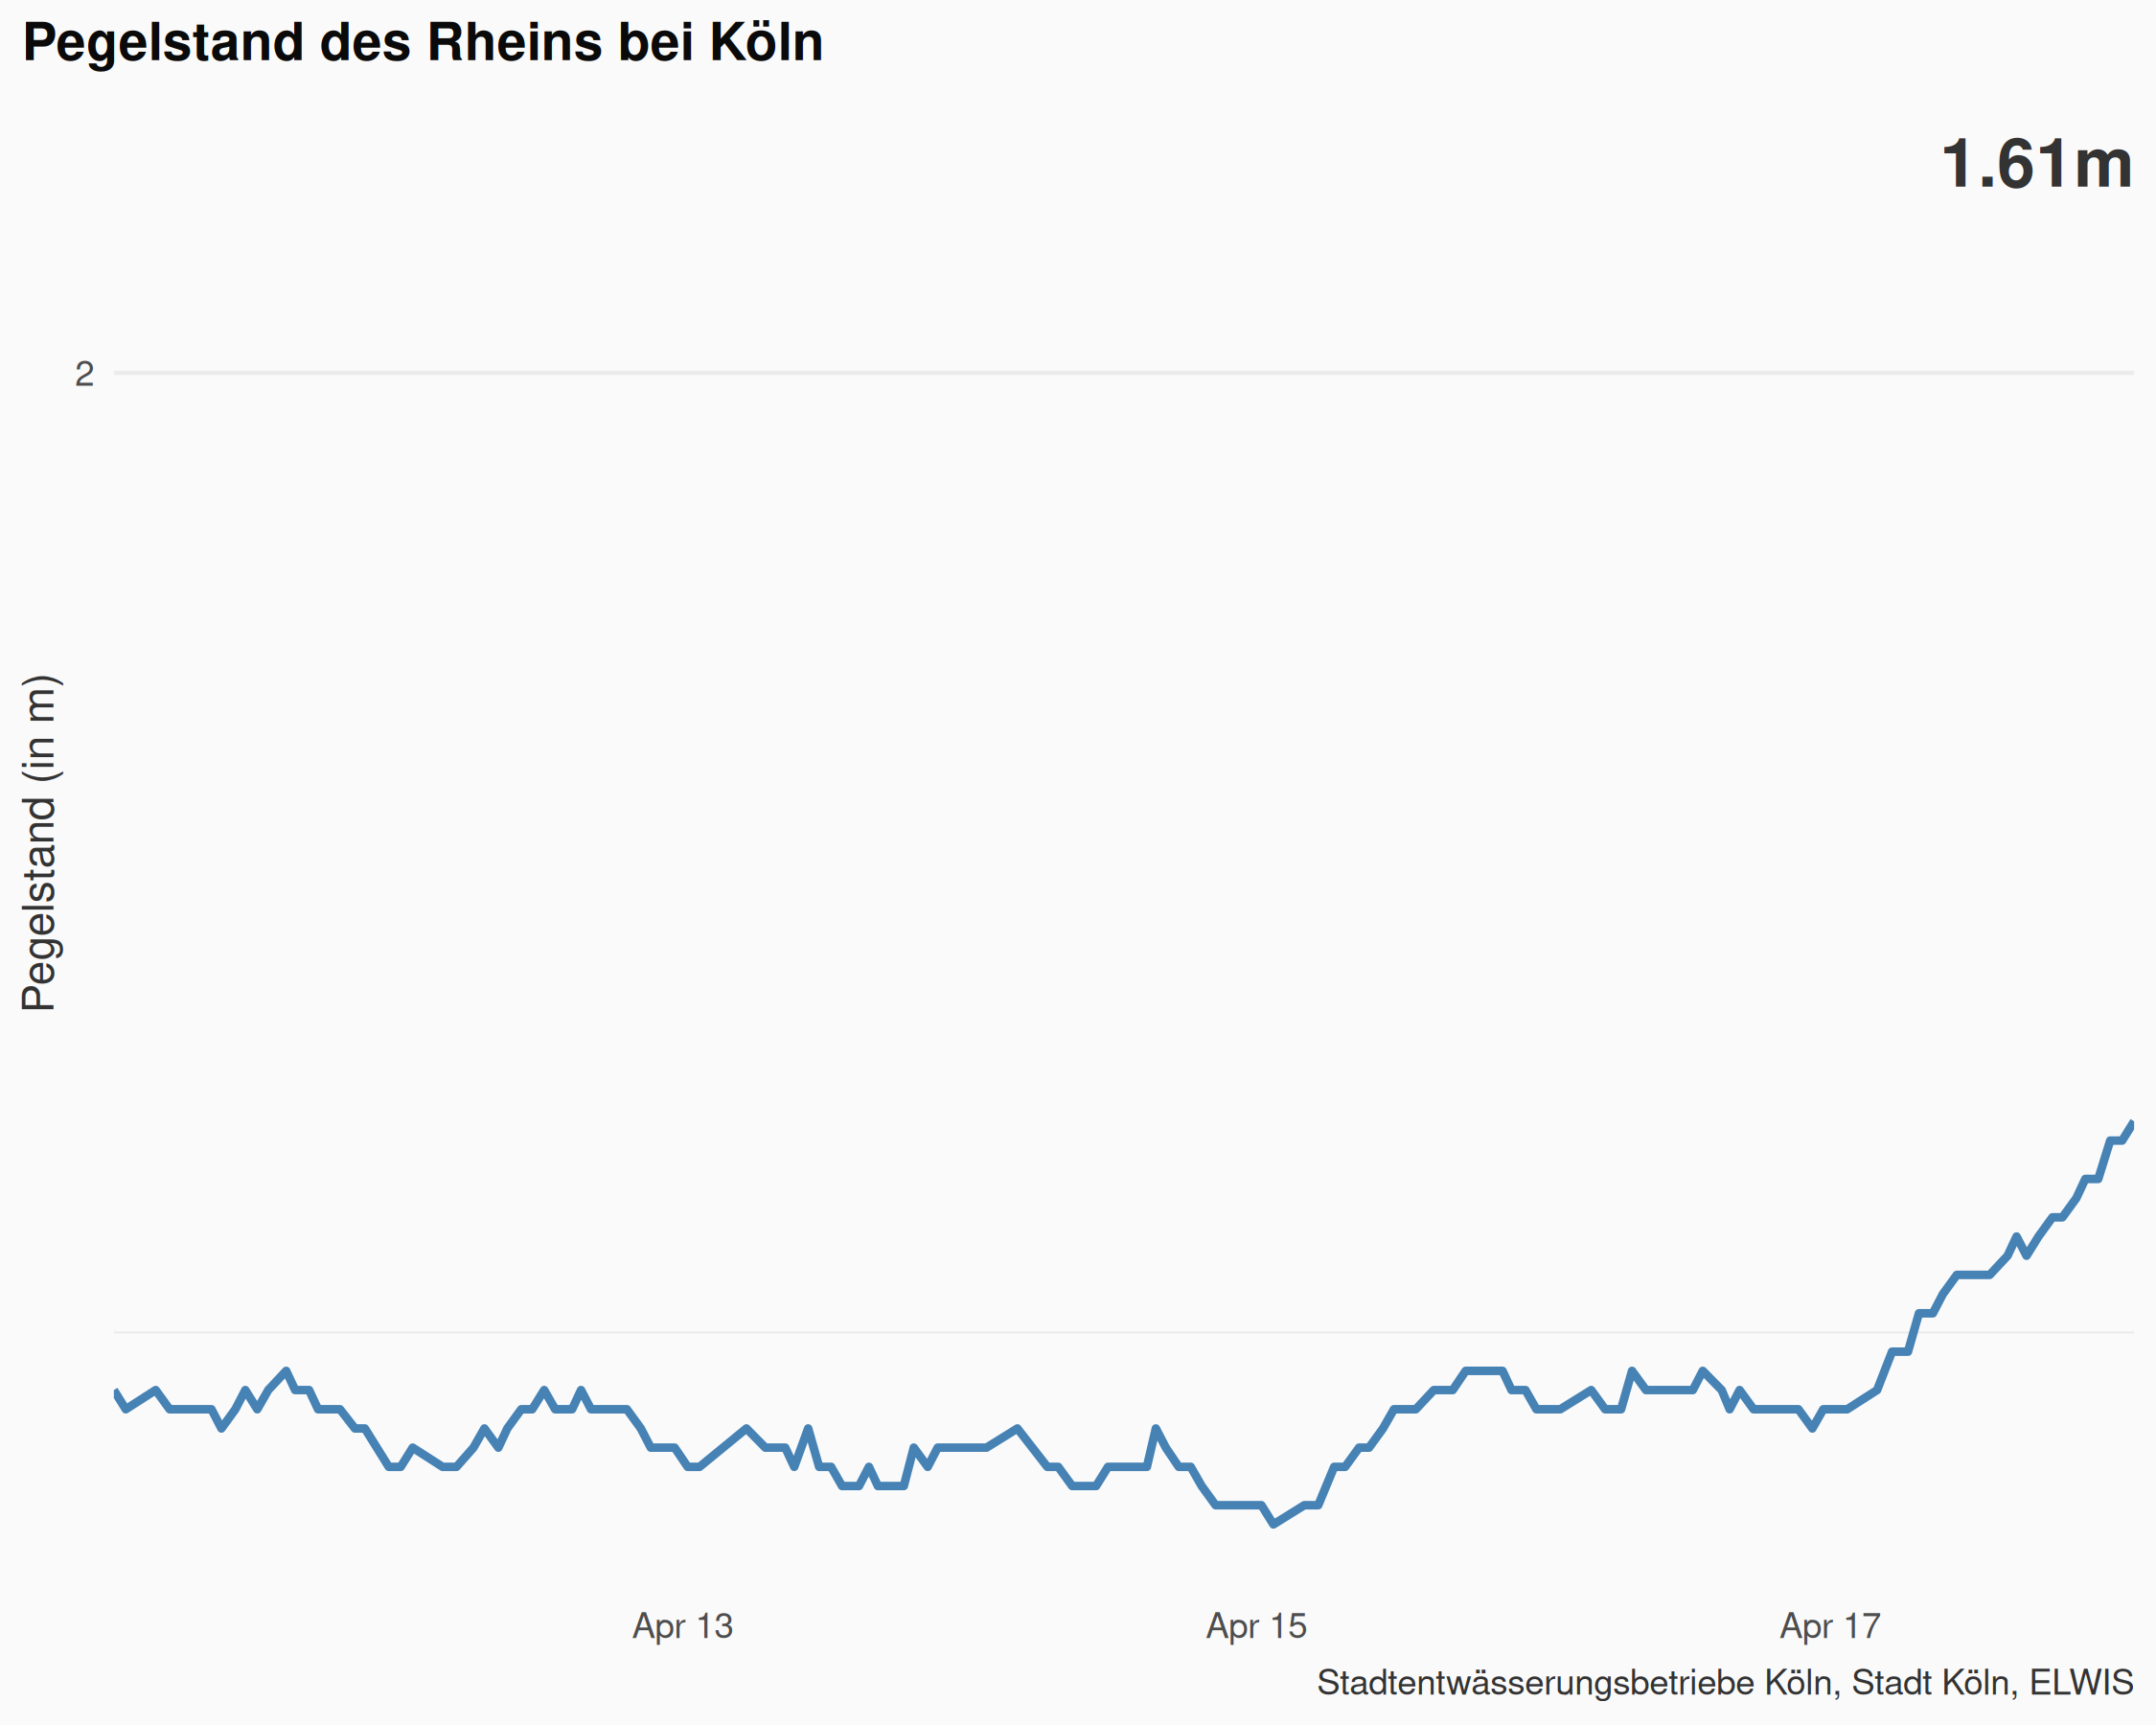 Pegelstand des Rheins bei Köln
1.61m
2
Pegelstand (in m)
Apr 13
Apr 15
Apr 17
Stadtentwässerungsbetriebe Köln, Stadt Köln, ELWIS